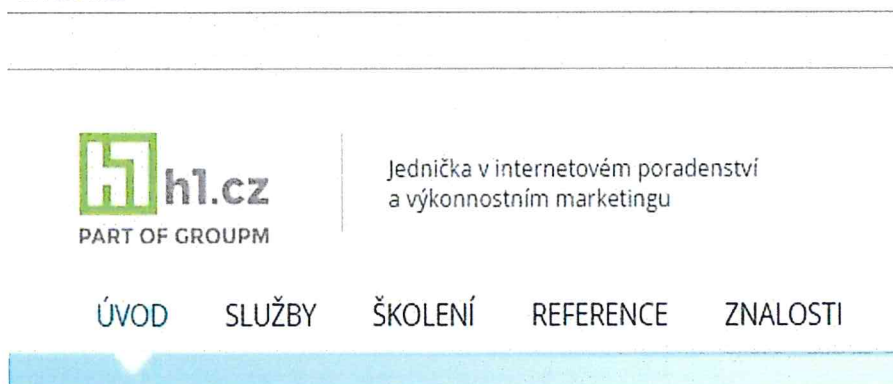 h1.cz
PART OF GROUPM
Jednička v internetovém poradenství
a výkonnostním marketingu
ÚVOD SLUŽBY ŠKOLENÍ REFERENCE ZNALOSTI